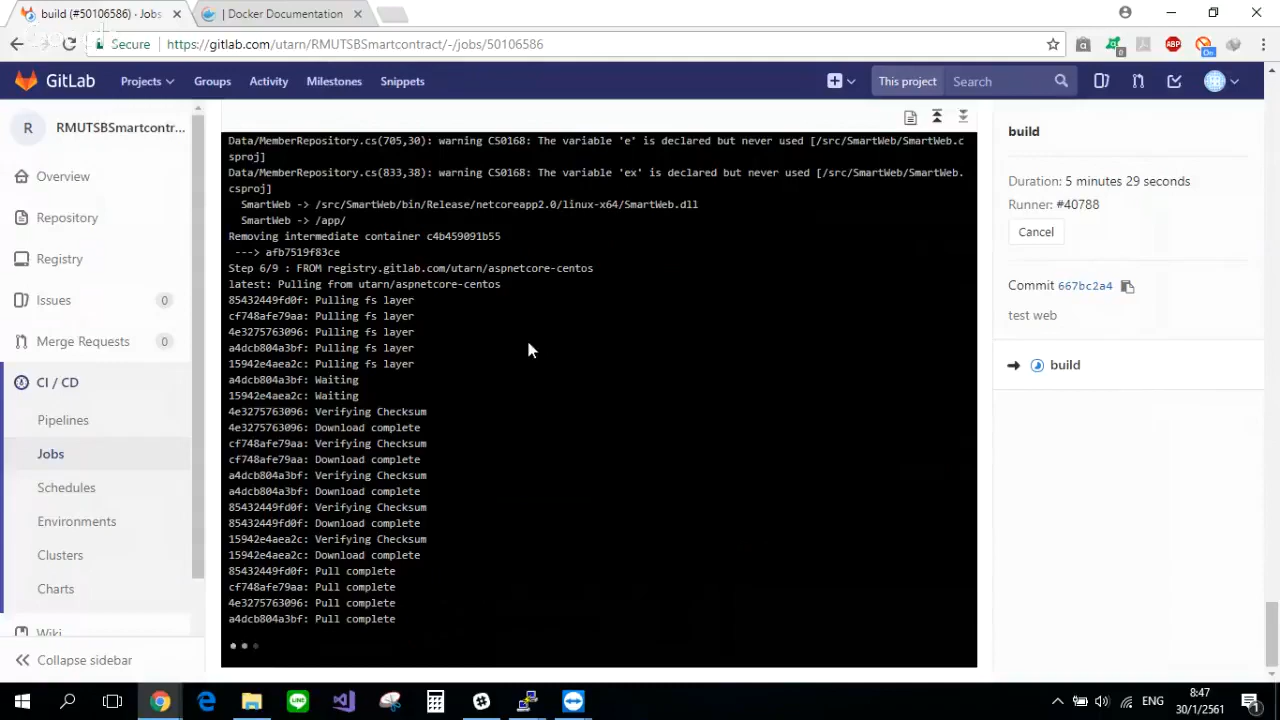 build (#50106586) · Jobs
| Docker Documentation
Secure
https://gitlab.com/utarn/RMUTSBSmartcontract/-/jobs/50106586
GitLab
Projects
Groups
Activity
Milestones
Snippets
This project
Search
R
RMUTSBSmartcontr...
Overview
Repository
Registry
Issues 0
Merge Requests 0
CI / CD
Pipelines
Jobs
Schedules
Environments
Clusters
Charts
Wiki
Collapse sidebar
Data/MemberRepository.cs(705,30): warning CS0168: The variable 'e' is declared but never used [/src/SmartWeb/SmartWeb.c
sproj]
Data/MemberRepository.cs(833,38): warning CS0168: The variable 'ex' is declared but never used [/src/SmartWeb/SmartWeb.
csproj]
SmartWeb -> /src/SmartWeb/bin/Release/netcoreapp2.0/linux-x64/SmartWeb.dll
SmartWeb -> /app/
Removing intermediate container c4b459091b55
---> afb7519f83ce
Step 6/9 : FROM registry.gitlab.com/utarn/aspnetcore-centos
latest: Pulling from utarn/aspnetcore-centos
85432449fd0f: Pulling fs layer
cf748afe79aa: Pulling fs layer
4e3275763096: Pulling fs layer
a4dcb804a3bf: Pulling fs layer
15942e4aea2c: Pulling fs layer
a4dcb804a3bf: Waiting
15942e4aea2c: Waiting
4e3275763096: Verifying Checksum
4e3275763096: Download complete
cf748afe79aa: Verifying Checksum
cf748afe79aa: Download complete
a4dcb804a3bf: Verifying Checksum
a4dcb804a3bf: Download complete
85432449fd0f: Verifying Checksum
85432449fd0f: Download complete
15942e4aea2c: Verifying Checksum
15942e4aea2c: Download complete
85432449fd0f: Pull complete
cf748afe79aa: Pull complete
4e3275763096: Pull complete
a4dcb804a3bf: Pull complete
build
Duration: 5 minutes 29 seconds
Runner: #40788
Cancel
Commit 667bc2a4
test web
build
ABP
LINE
ENG
8:47
30/1/2561
1